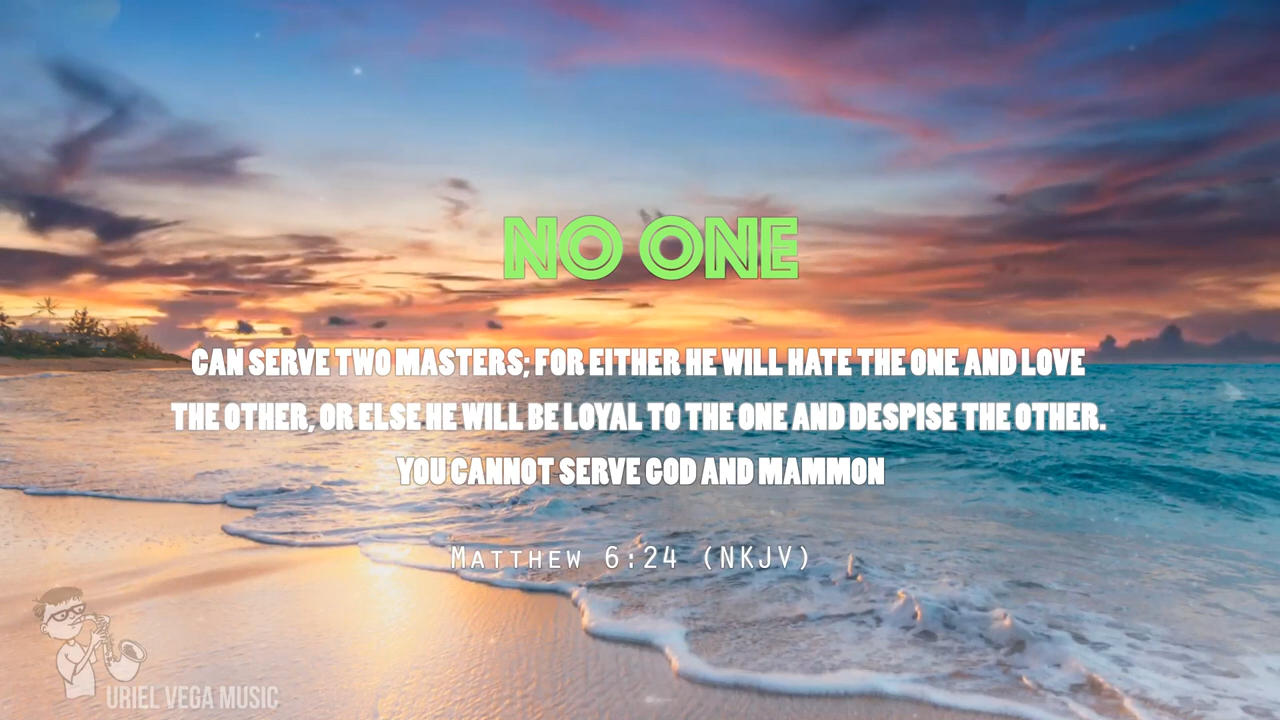 NO ONE
CAN SERVE TWO MASTERS; FOR EITHER HE WILL HATE THE ONE AND LOVE
THE OTHER, OR ELSE HE WILL BE LOYAL TO THE ONE AND DESPISE THE OTHER.
YOU CANNOT SERVE GOD AND MAMMON
MATTHEW 6:24 (NKJV)
URIEL VEGA MUSIC